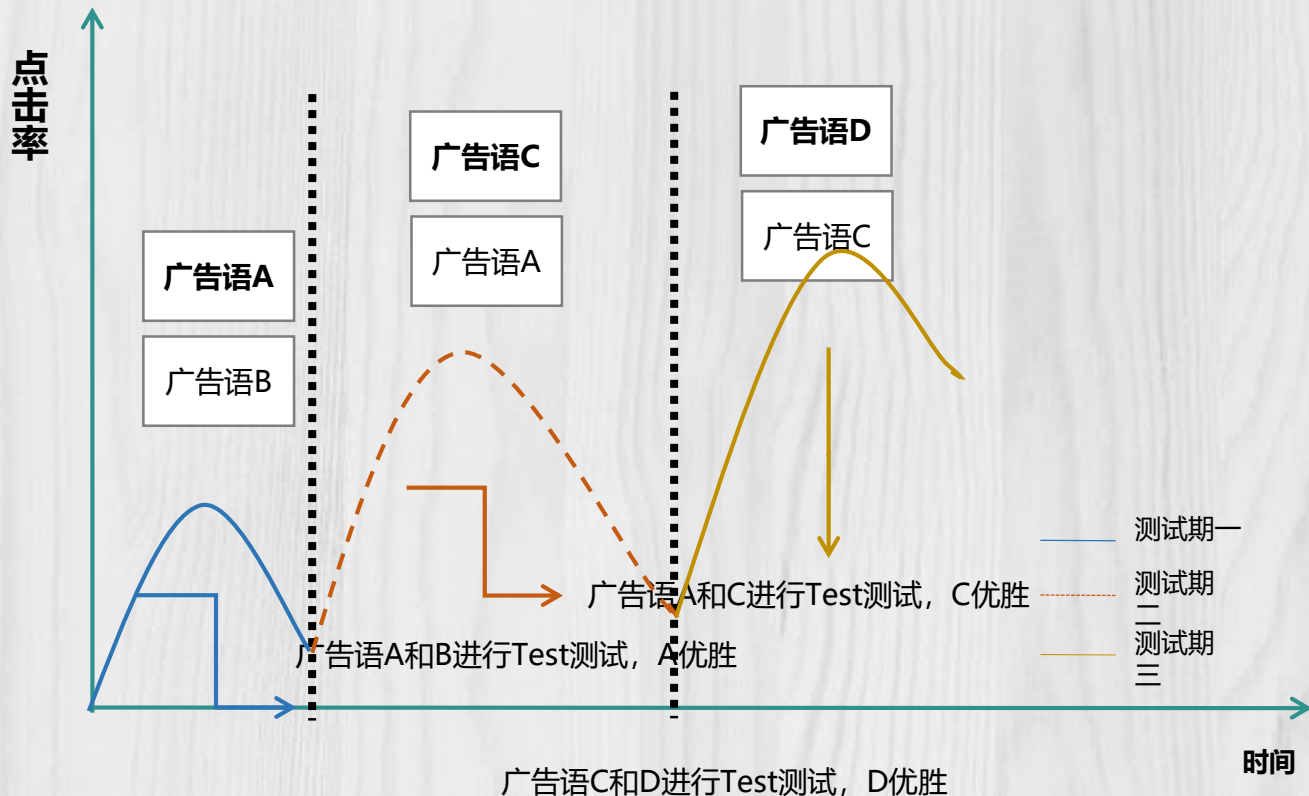 点击率
广告语D
广告语C
广告语C
广告语A
广告语A
广告语B
测试期一
测试期
二
测试期
三
广告语A和C进行Test测试，C优胜
广告语A和B进行Test测试，A优胜
时间
广告语C和D进行Test测试，D优胜